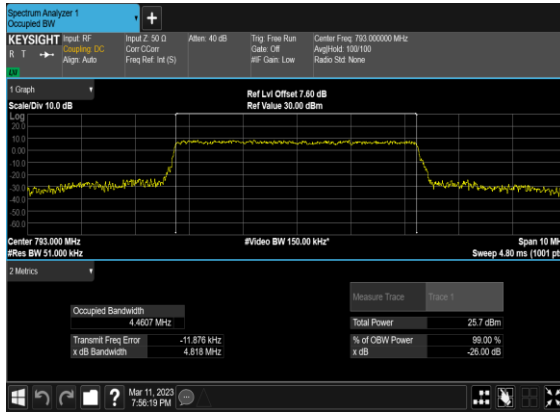 Spectrum Analyzer 1
Occupied BW
+
KEYSIGHT Input: RF Input Z: 50 Ω Atten: 40 dB Trig: Free Run Center Freq: 793.000000 MHz
R T Coupling: DC Corr CCorr Gate: Off Avg|Hold: 100/100
Align: Auto Freq Ref: Int (S) #IF Gain: Low Radio Std: None
1 Graph
Ref Lvl Offset 7.60 dB
Scale/Div 10.0 dB Ref Value 30.00 dBm
Log
20.0
10.0
0.00
-10.0
-20.0
-30.0
-40.0
-50.0
-60.0
Center 793.000 MHz #Video BW 150.00 kHz* Span 10 MH
#Res BW 51.000 kHz Sweep 4.80 ms (1001 pts
2 Metrics
Measure Trace Trace 1
Occupied Bandwidth
4.4607 MHz Total Power 25.7 dBm
Transmit Freq Error -11.876 kHz % of OBW Power 99.00 %
x dB Bandwidth 4.818 MHz x dB -26.00 dB
? Mar 11, 2023
7:56:19 PM